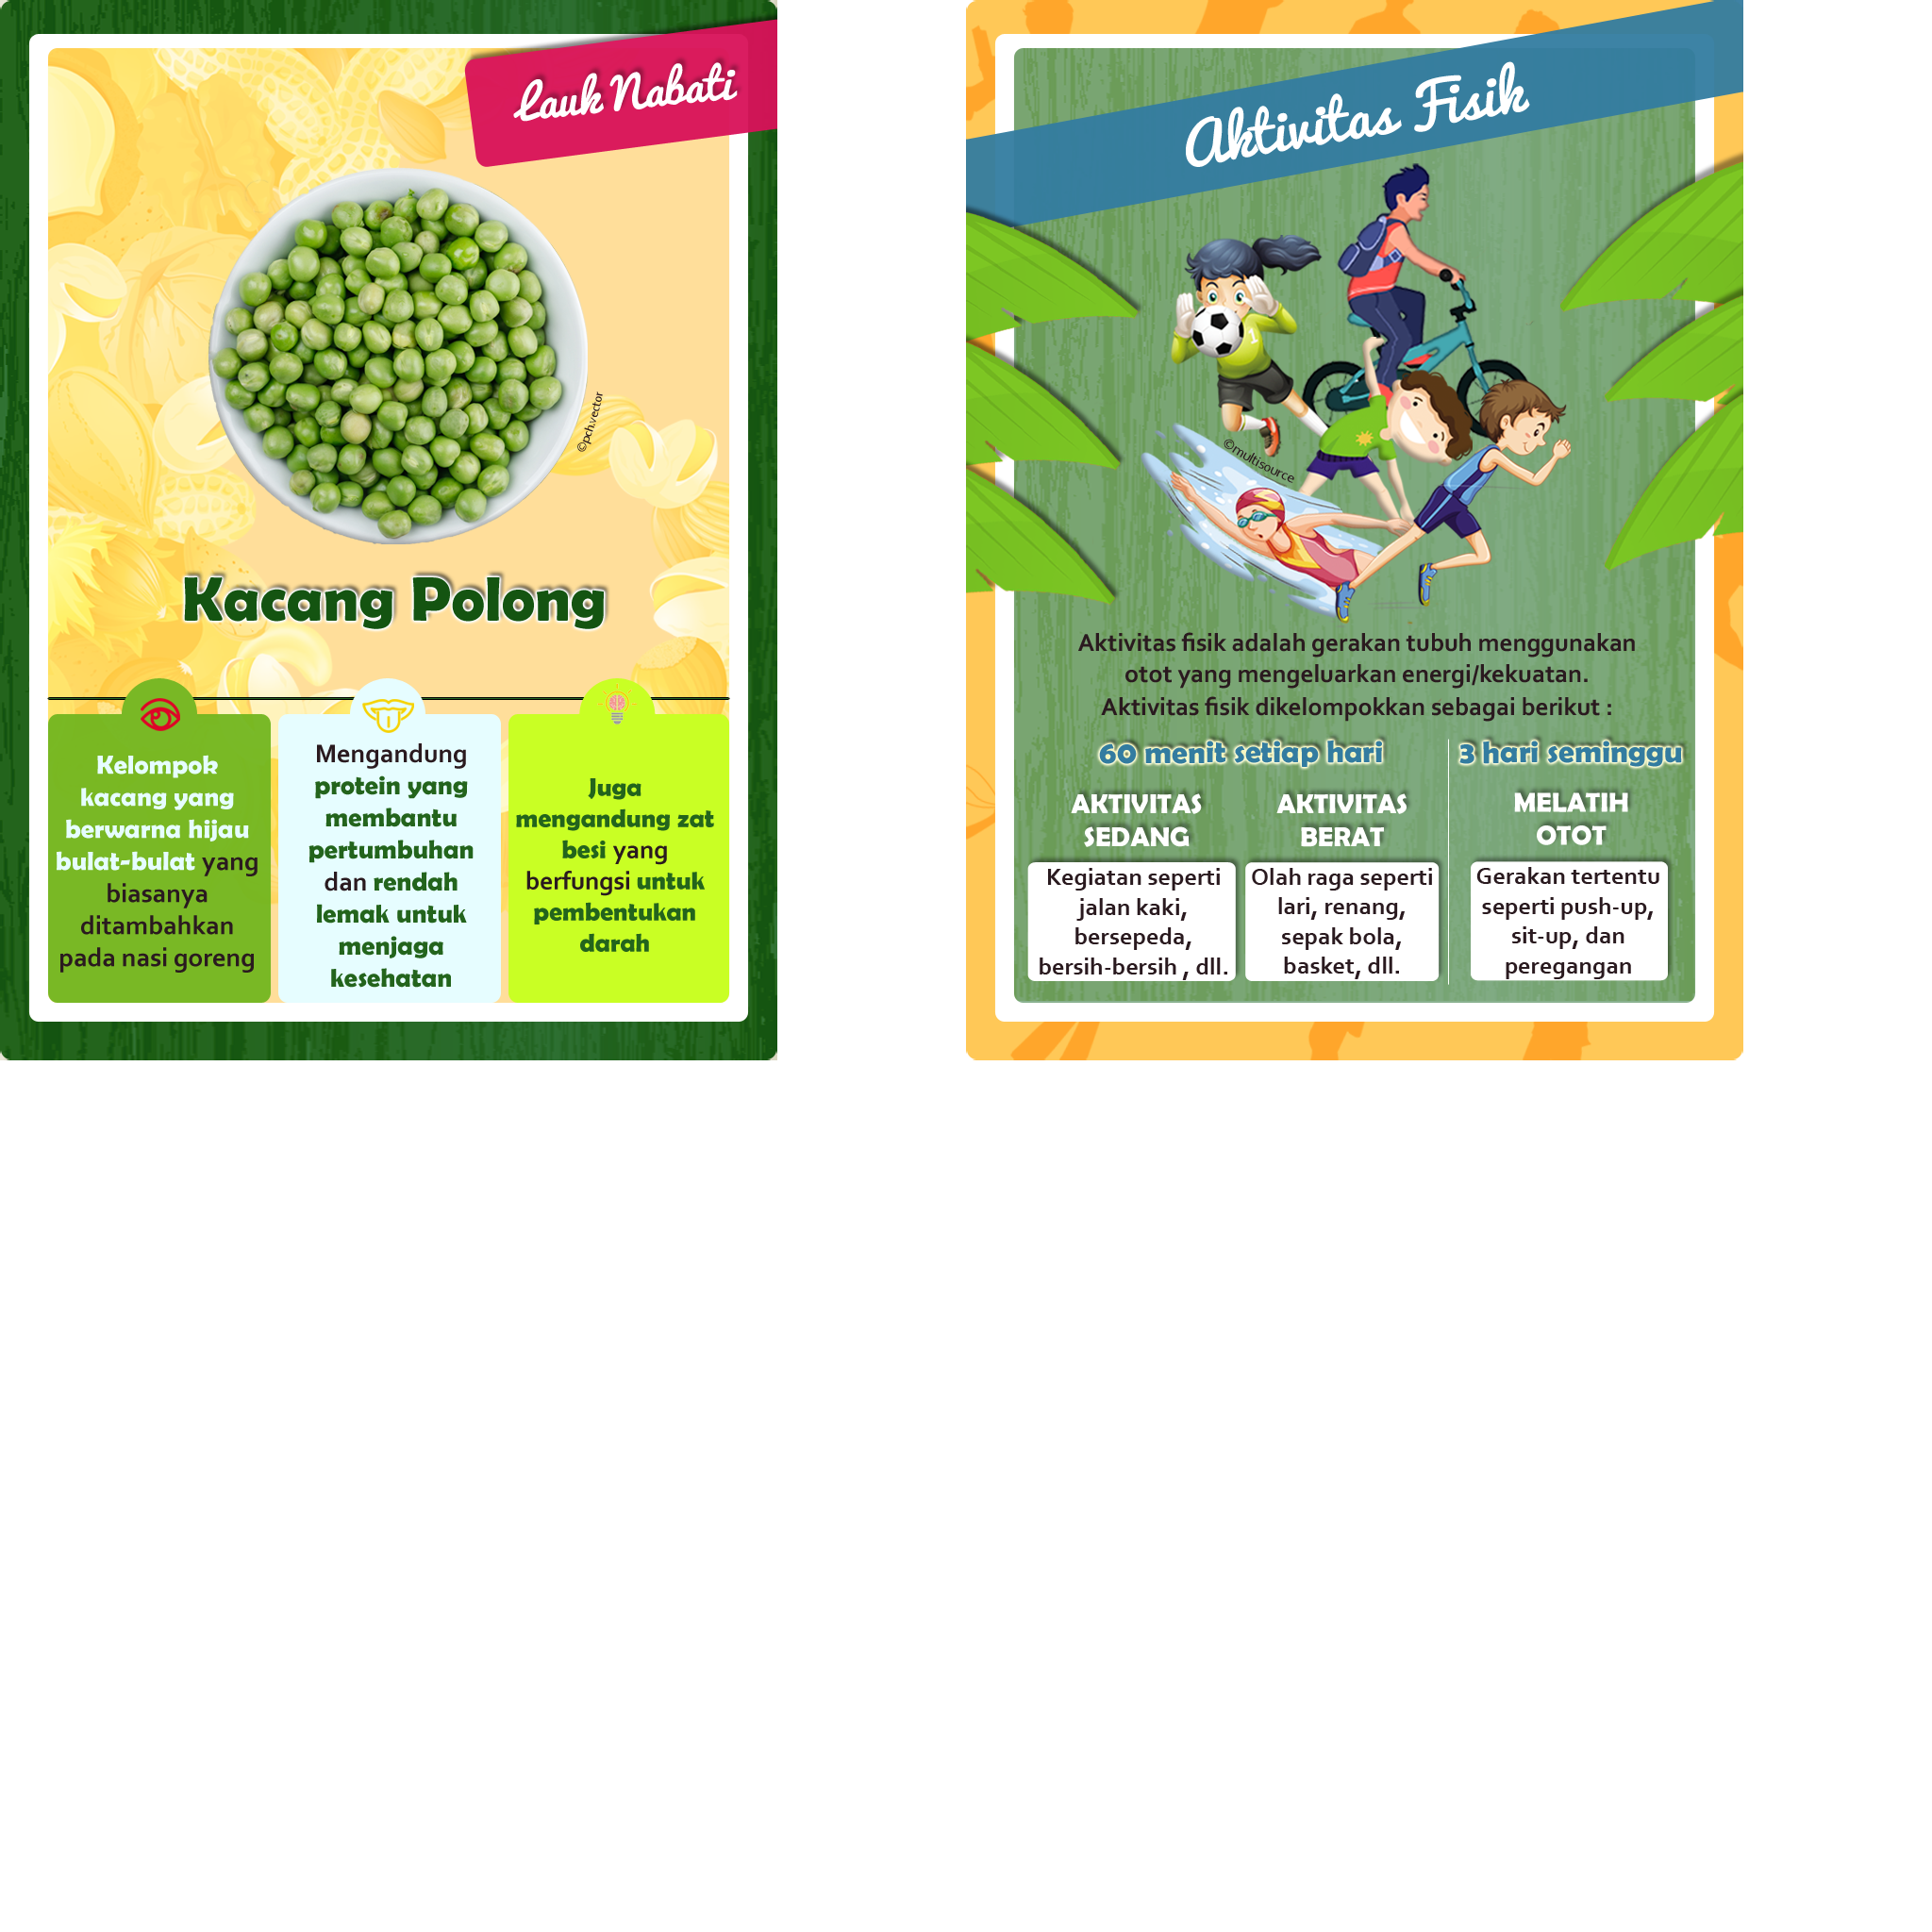 Lauk Nabati
©pch.vector
Kacang Polong
Kelompok
kacang yang
berwarna hijau
bulat-bulat yang
biasanya
ditambahkan
pada nasi goreng
Mengandung
protein yang
membantu
pertumbuhan
dan rendah
lemak untuk
menjaga
kesehatan
Juga
mengandung zat
besi yang
berfungsi untuk
pembentukan
darah
Aktivitas Fisik
1
©multisource
Aktivitas fisik adalah gerakan tubuh menggunakan
otot yang mengeluarkan energi/kekuatan.
Aktivitas fisik dikelompokkan sebagai berikut :
60 menit setiap hari
AKTIVITAS
SEDANG
Kegiatan seperti
jalan kaki,
bersepeda,
bersih-bersih , dll.
AKTIVITAS
BERAT
Olah raga seperti
lari, renang,
sepak bola,
basket, dll.
3 hari seminggu
MELATIH
OTOT
Gerakan tertentu
seperti push-up,
sit-up, dan
peregangan